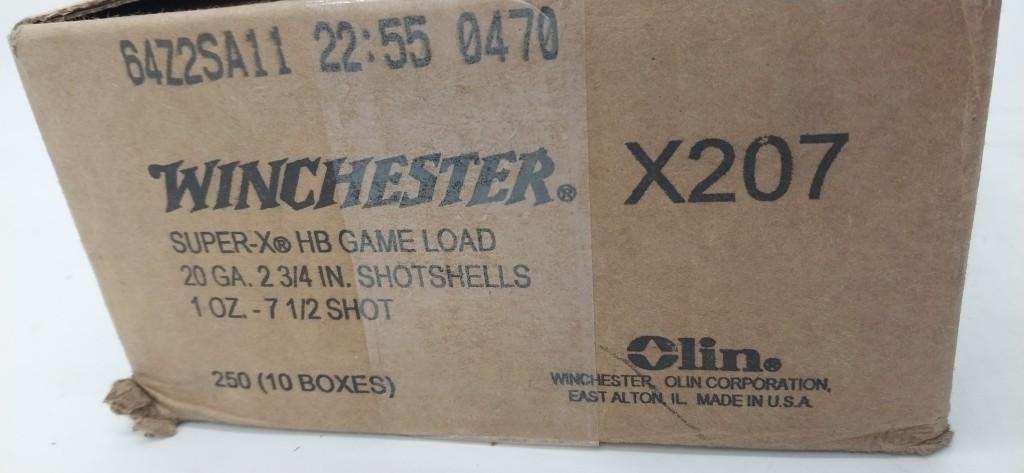 64Z2SA11 22:55 0470
WINCHESTER® X207
SUPER-X® HB GAME LOAD
20 GA. 2 3/4 IN. SHOTSHELLS
1 OZ. - 7 1/2 SHOT
250 (10 BOXES)
Olin®
WINCHESTER, OLIN CORPORATION,
EAST ALTON, IL. MADE IN U.S.A.